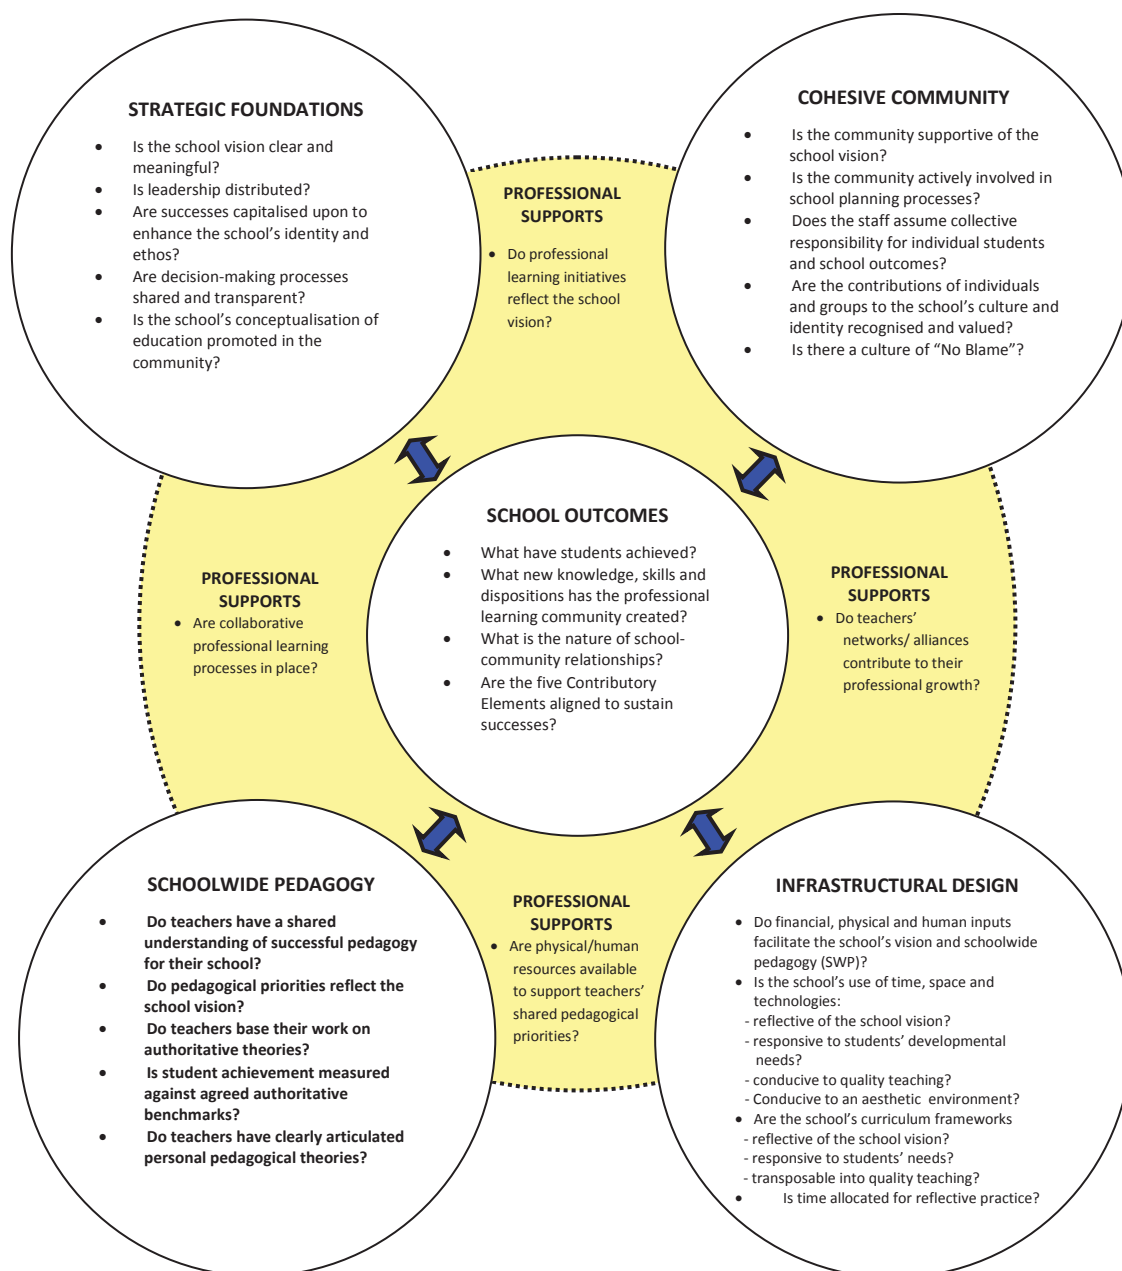 STRATEGIC FOUNDATIONS
• Is the school vision clear and
meaningful?
• Is leadership distributed?
• Are successes capitalised upon to
enhance the school's identity and
ethos?
• Are decision-making processes
shared and transparent?
• Is the school's conceptualisation of
education promoted in the
community?
PROFESSIONAL
SUPPORTS
• Do professional
learning initiatives
reflect the school
vision?
COHESIVE COMMUNITY
• Is the community supportive of the
school vision?
• Is the community actively involved in
school planning processes?
• Does the staff assume collective
responsibility for individual students
and school outcomes?
• Are the contributions of individuals
and groups to the school's culture and
identity recognised and valued?
• Is there a culture of “No Blame”?
PROFESSIONAL
SUPPORTS
• Are collaborative
professional learning
processes in place?
SCHOOL OUTCOMES
• What have students achieved?
• What new knowledge, skills and
dispositions has the professional
learning community created?
• What is the nature of school-
community relationships?
• Are the five Contributory
Elements aligned to sustain
successes?
PROFESSIONAL
SUPPORTS
• Do teachers’
networks/ alliances
contribute to their
professional growth?
SCHOOLWIDE PEDAGOGY
• Do teachers have a shared
understanding of successful pedagogy
for their school?
• Do pedagogical priorities reflect the
school vision?
• Do teachers base their work on
authoritative theories?
• Is student achievement measured
against agreed authoritative
benchmarks?
• Do teachers have clearly articulated
personal pedagogical theories?
PROFESSIONAL
SUPPORTS
• Are physical/human
resources available
to support teachers’
shared pedagogical
priorities?
INFRASTRUCTURAL DESIGN
• Do financial, physical and human inputs
facilitate the school’s vision and schoolwide
pedagogy (SWP)?
• Is the school’s use of time, space and
technologies:
- reflective of the school vision?
- responsive to students’ developmental
needs?
- conducive to quality teaching?
- Conducive to an aesthetic environment?
• Are the school’s curriculum frameworks
- reflective of the school vision?
- responsive to students’ needs?
- transposable into quality teaching?
• Is time allocated for reflective practice?